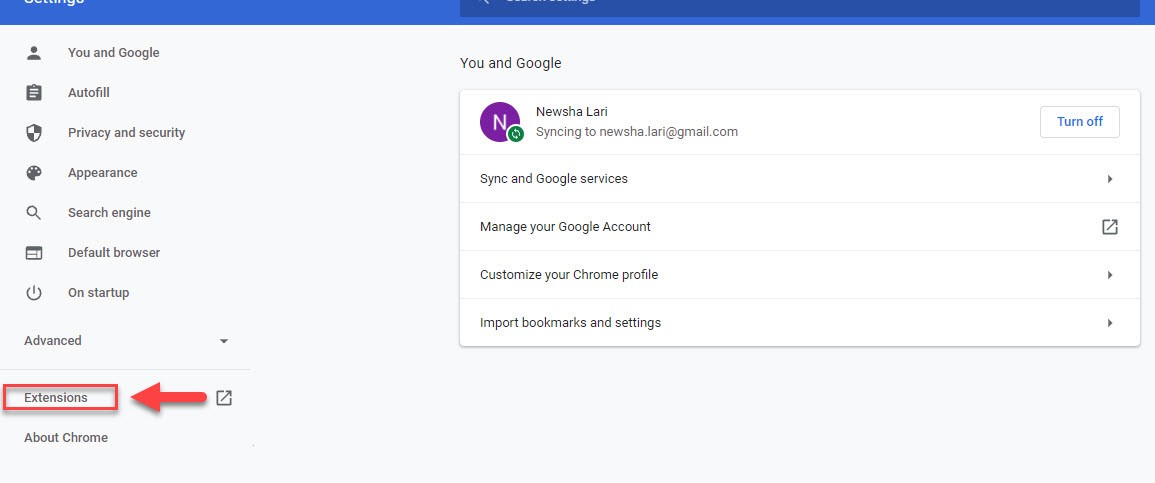 Settings
Search settings
You and Google
Autofill
Privacy and security
Appearance
Search engine
Default browser
On startup
Advanced
Extensions
About Chrome
You and Google
N
Newsha Lari
Syncing to newsha.lari@gmail.com
Turn off
Sync and Google services
Manage your Google Account
Customize your Chrome profile
Import bookmarks and settings